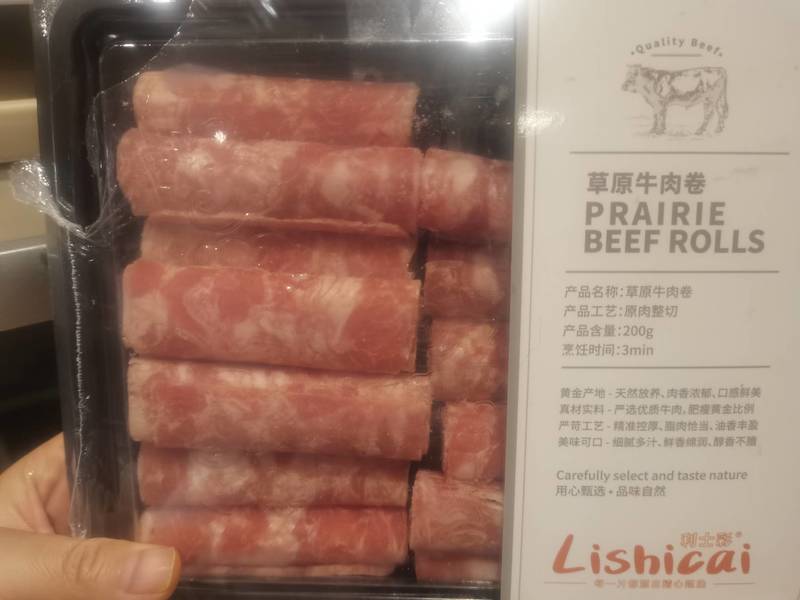 ·Quality Beef·
草原牛肉卷
PRAIRIE
BEEF ROLLS
产品名称:草原牛肉卷
产品工艺:原肉整切
产品含量:200g
烹饪时间:3min
黄金产地 - 天然放养、肉香浓郁、口感鲜美
真材实料 - 严选优质牛肉,肥瘦黄金比例
严苛工艺 - 精准控厚、脂肉恰当、油香丰盈
美味可口 - 细腻多汁、鲜香绵润、醇香不膻
Carefully select and taste nature
用心甄选 • 品味自然
利士彩®
Lishicai